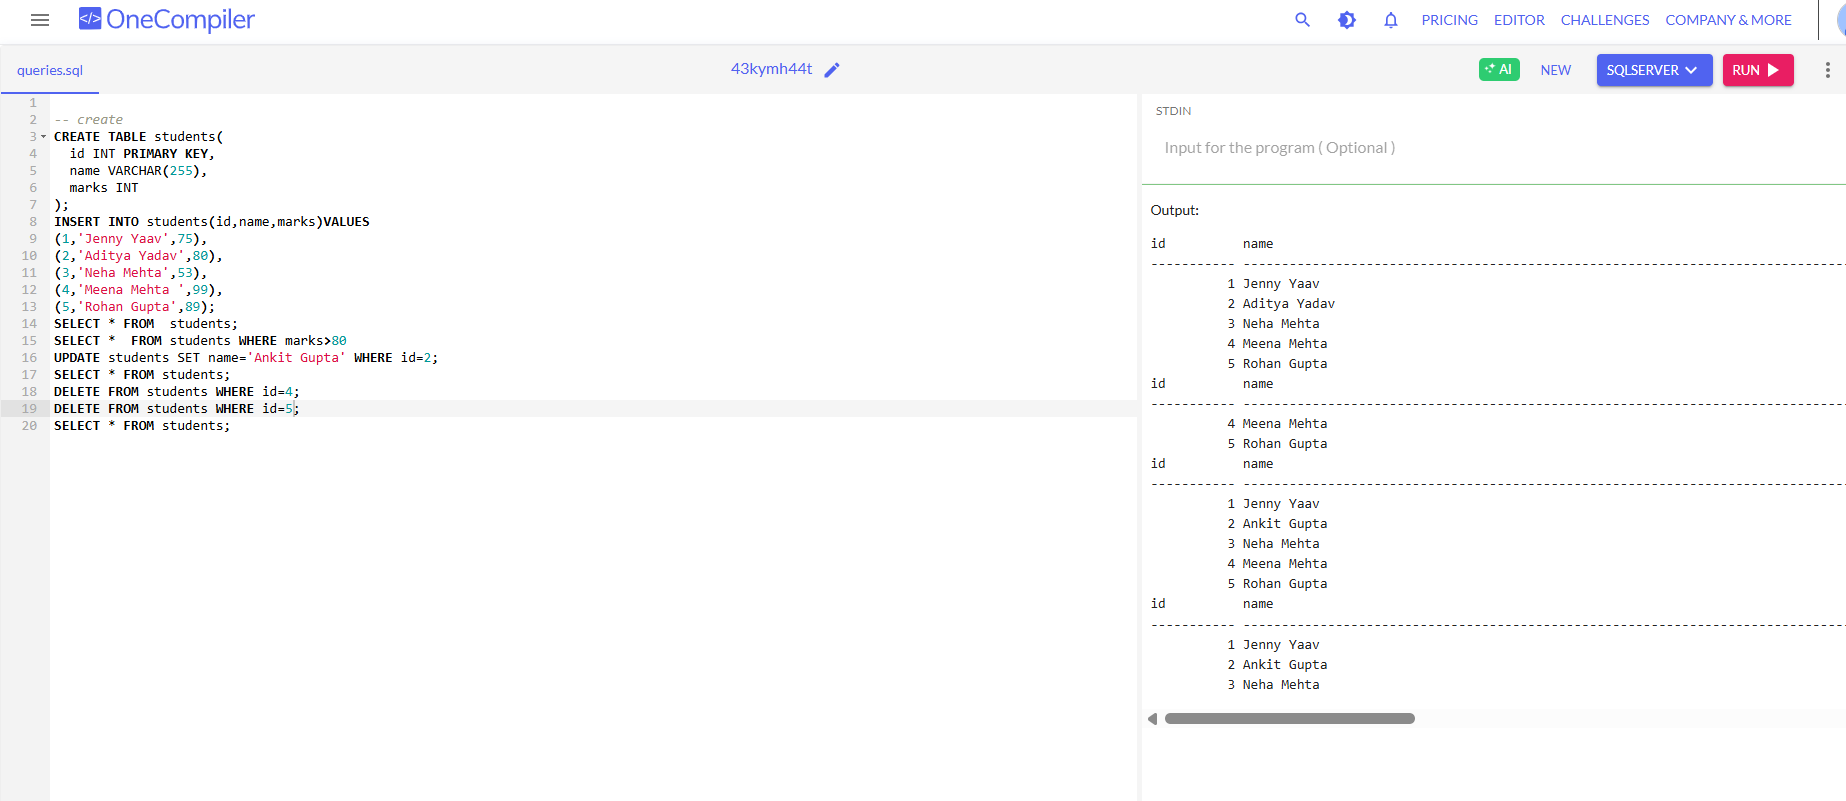 OneCompiler
PRICING EDITOR CHALLENGES COMPANY & MORE
queries.sql
43kymh44t
AI NEW SQLSERVER RUN
1
2 -- create
3 CREATE TABLE students(
4   id INT PRIMARY KEY,
5   name VARCHAR(255),
6   marks INT
7 );
8 INSERT INTO students(id,name,marks)VALUES
9 (1,'Jenny Yaav',75),
10 (2,'Aditya Yadav',80),
11 (3,'Neha Mehta',53),
12 (4,'Meena Mehta ',99),
13 (5,'Rohan Gupta',89);
14 SELECT * FROM  students;
15 SELECT *  FROM students WHERE marks>80
16 UPDATE students SET name='Ankit Gupta' WHERE id=2;
17 SELECT * FROM students;
18 DELETE FROM students WHERE id=4;
19 DELETE FROM students WHERE id=5;
20 SELECT * FROM students;
STDIN
Input for the program ( Optional )
Output:
id          name
----------- ------------------------------------------------------------------------------
          1 Jenny Yaav
          2 Aditya Yadav
          3 Neha Mehta
          4 Meena Mehta
          5 Rohan Gupta
id          name
----------- ------------------------------------------------------------------------------
          4 Meena Mehta
          5 Rohan Gupta
id          name
----------- ------------------------------------------------------------------------------
          1 Jenny Yaav
          2 Ankit Gupta
          3 Neha Mehta
          4 Meena Mehta
          5 Rohan Gupta
id          name
----------- ------------------------------------------------------------------------------
          1 Jenny Yaav
          2 Ankit Gupta
          3 Neha Mehta